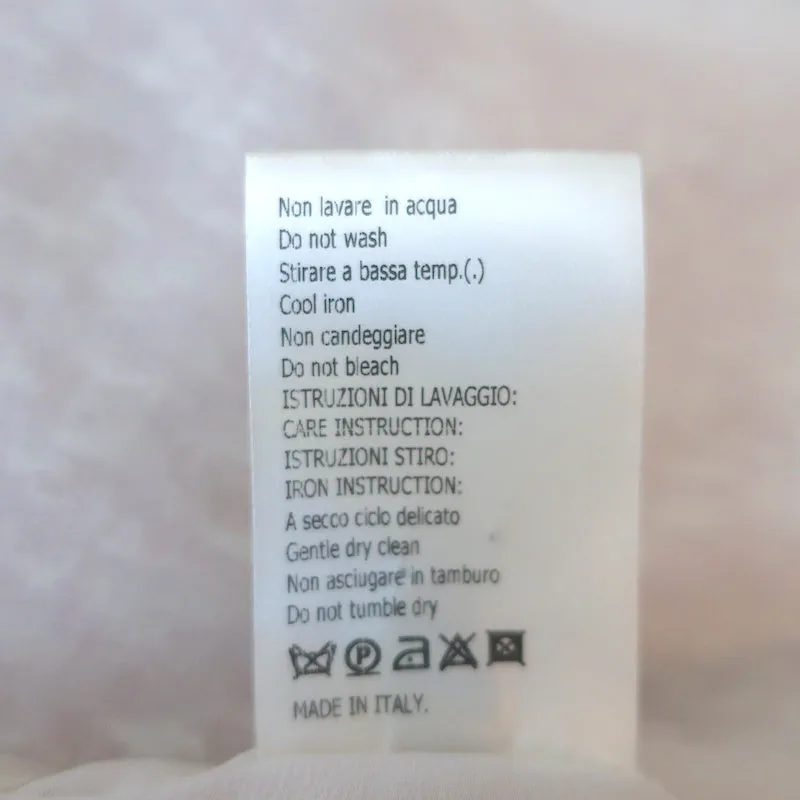 Non lavare in acqua
Do not wash
Stirare a bassa temp.(.)
Cool iron
Non candeggiare
Do not bleach
ISTRUZIONI DI LAVAGGIO:
CARE INSTRUCTION:
ISTRUZIONI STIRO:
IRON INSTRUCTION:
A secco ciclo delicato
Gentle dry clean
Non asciugare in tamburo
Do not tumble dry
P
MADE IN ITALY.